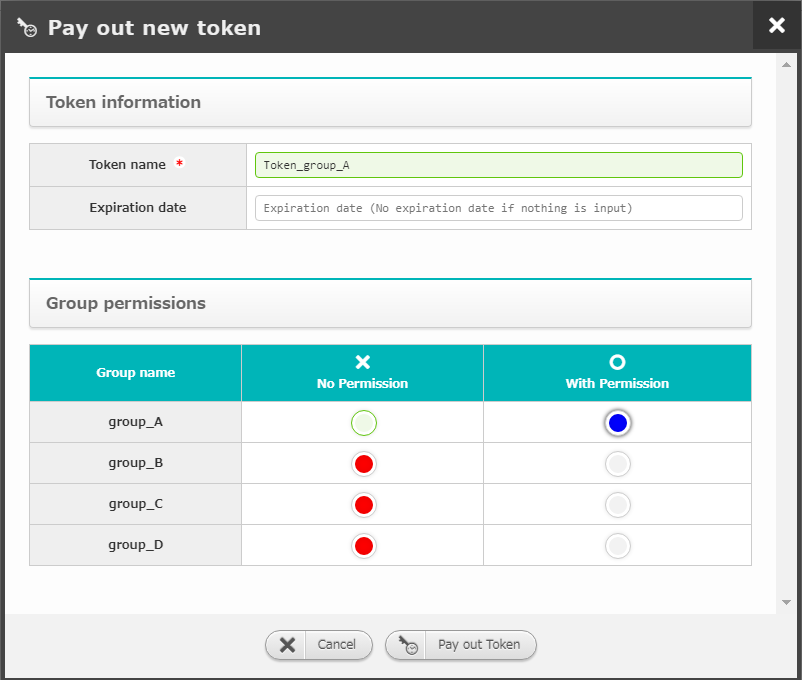 Pay out new token
Token information
Token name *
Token_group_A
Expiration date
Expiration date (No expiration date if nothing is input)
Group permissions
Group name
No Permission
With Permission
group_A
group_B
group_C
group_D
Cancel
Pay out Token